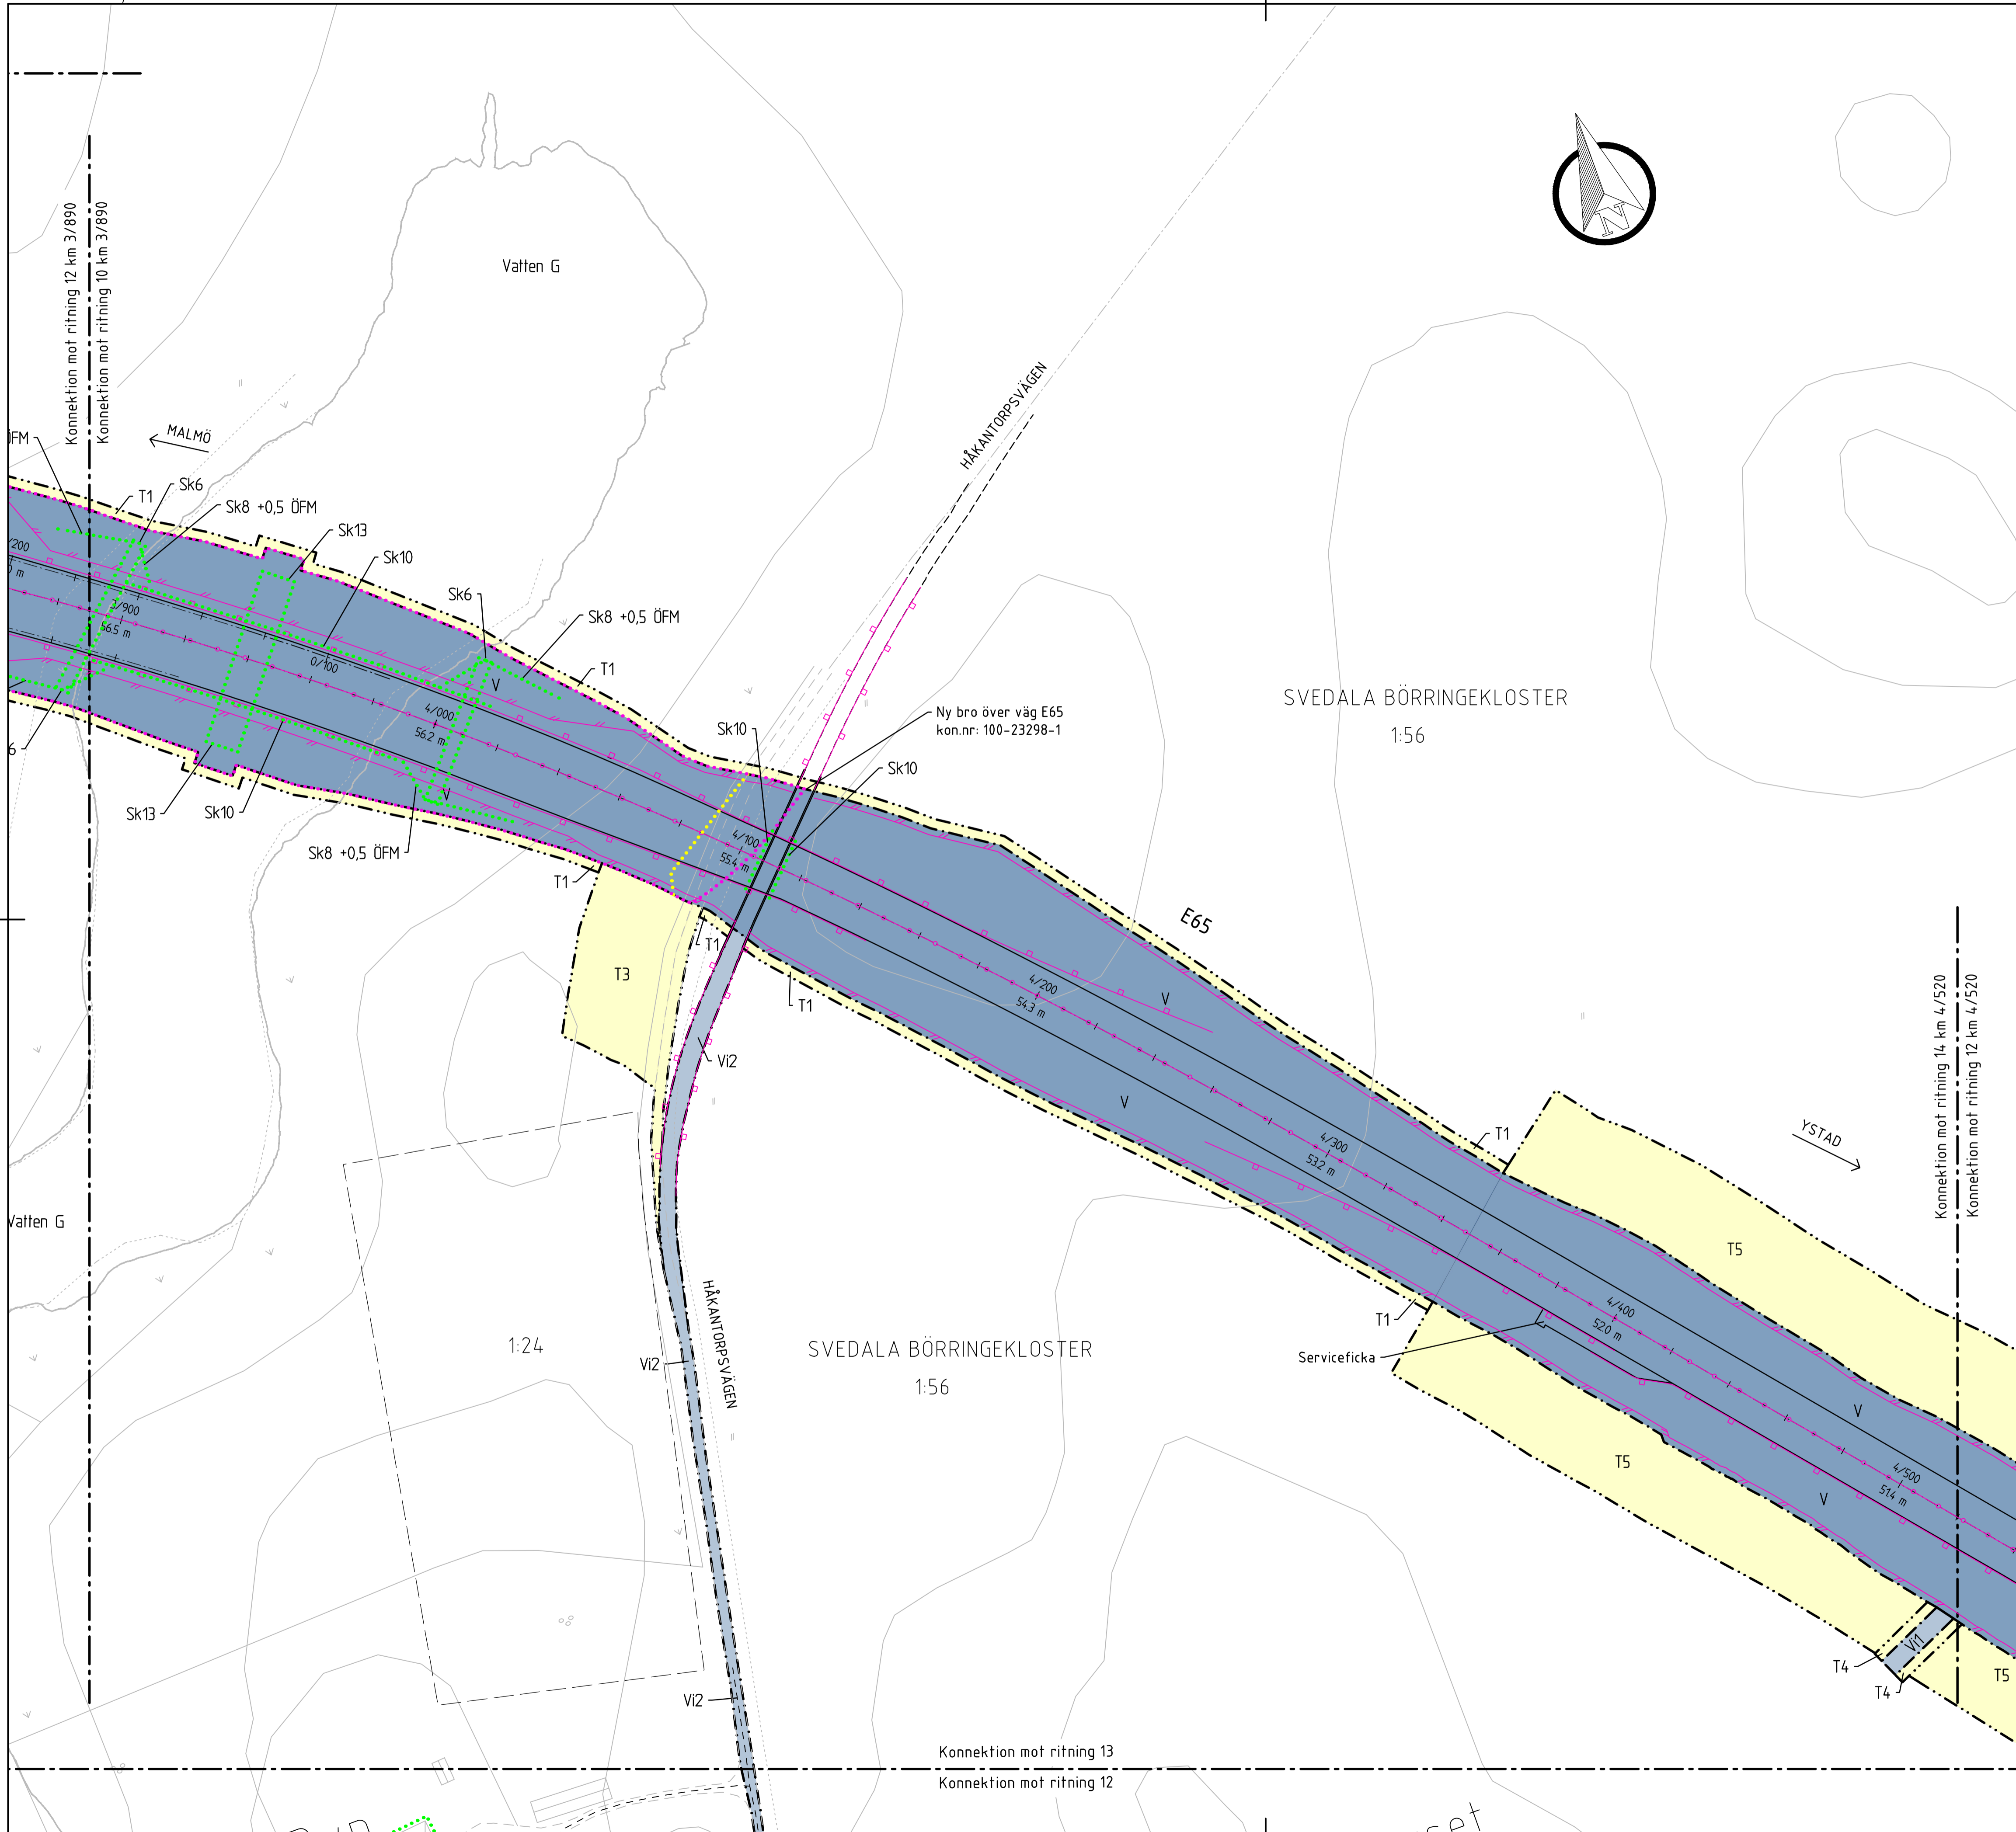 Konnektion mot ritning 12 km 3/890
Konnektion mot ritning 10 km 3/890
Vatten G
N
HÅKANTORPSVÄGEN
MALMÖ
ÖFM
T1
Sk6
Sk8 +0,5 ÖFM
Sk13
Sk10
/200
3/900
56.5 m
0/100
Sk6
Sk8 +0,5 ÖFM
T1
V
4/000
56.2 m
V
6
Sk13
Sk10
Sk8 +0,5 ÖFM
T1
Sk10
Ny bro över väg E65
kon.nr: 100-23298-1
Sk10
4/100
55.4 m
SVEDALA BÖRRINGEKLOSTER
1:56
E65
T3
T1
T1
4/200
54.3 m
V
V
Vi2
4/300
53.2 m
T1
YSTAD
Konnektion mot ritning 14 km 4/520
Konnektion mot ritning 12 km 4/520
T5
Vatten G
HÅKANTORPSVÄGEN
1:24
SVEDALA BÖRRINGEKLOSTER
1:56
Vi2
T1
Serviceficka
4/400
52.0 m
V
T5
4/500
51.4 m
V
Vi1
T4
T4
T5
Vi2
Konnektion mot ritning 13
Konnektion mot ritning 12